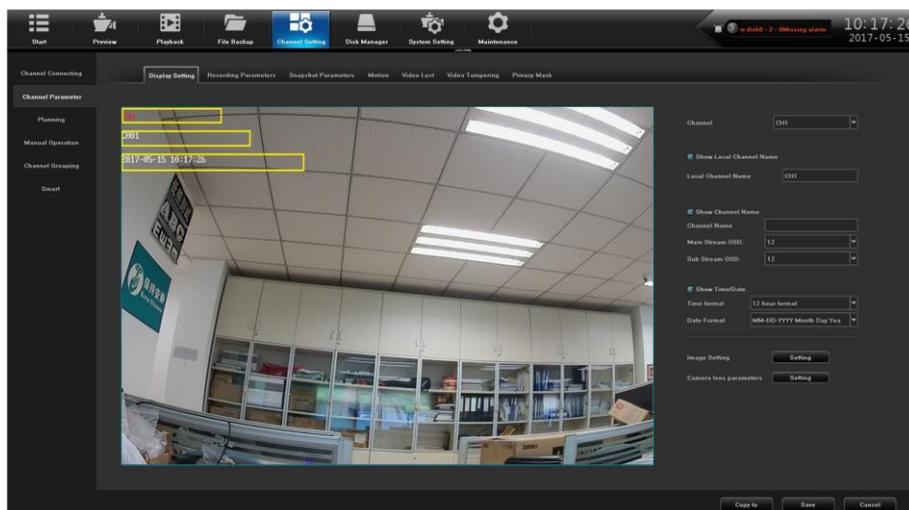 Start
Preview
Playback
File Backup
Channel Setting
Disk Manager
System Setting
Maintenance
10:17:26
2017-05-15
Channel Connecting
Channel Parameter
Planning
Manual Operation
Channel Grouping
Smart
Display Setting Recording Parameters Snapshot Parameters Motion Video Lost Video Tampering Privacy Mask
CH1
CH01
2017-05-15 10:17:26
Channel CH1
Show Local Channel Name
Local Channel Name CH1
Show Channel Name
Channel Name
Main Stream OSD: 12
Sub Stream OSD: 12
Show Time/Date
Time format 12 hour format
Date Format MM-DD-YYYY Month Day Yea
Image Setting Setting
Camera lens parameters Setting
Copy to Save Cancel